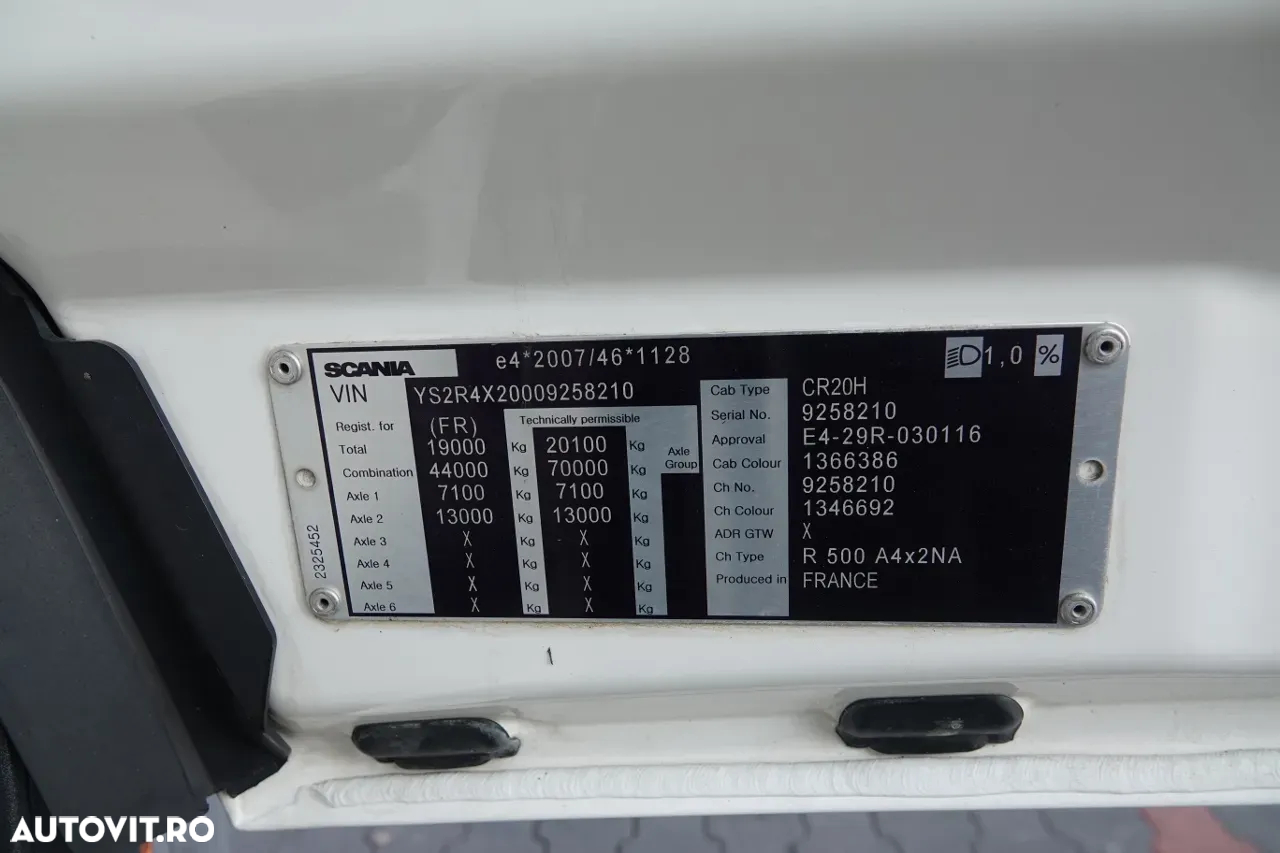 SCANIA e4*2007/46*1128 1,0 %
VIN YS2R4X20009258210
Regist. for (FR) Technically permissible
Total 19000 Kg 20100 Kg Axle Group
Combination 44000 Kg 70000 Kg
Axle 1 7100 Kg 7100 Kg
Axle 2 13000 Kg 13000 Kg
Axle 3 X Kg X Kg
Axle 4 X Kg X Kg
Axle 5 X Kg X Kg
Axle 6 X Kg X Kg
Cab Type CR20H
Serial No. 9258210
Approval E4-29R-030116
Cab Colour 1366386
Ch No. 9258210
Ch Colour 1346692
ADR GTW X
Ch Type R 500 A4x2NA
Produced in FRANCE
2325452
AUTOVIT.RO